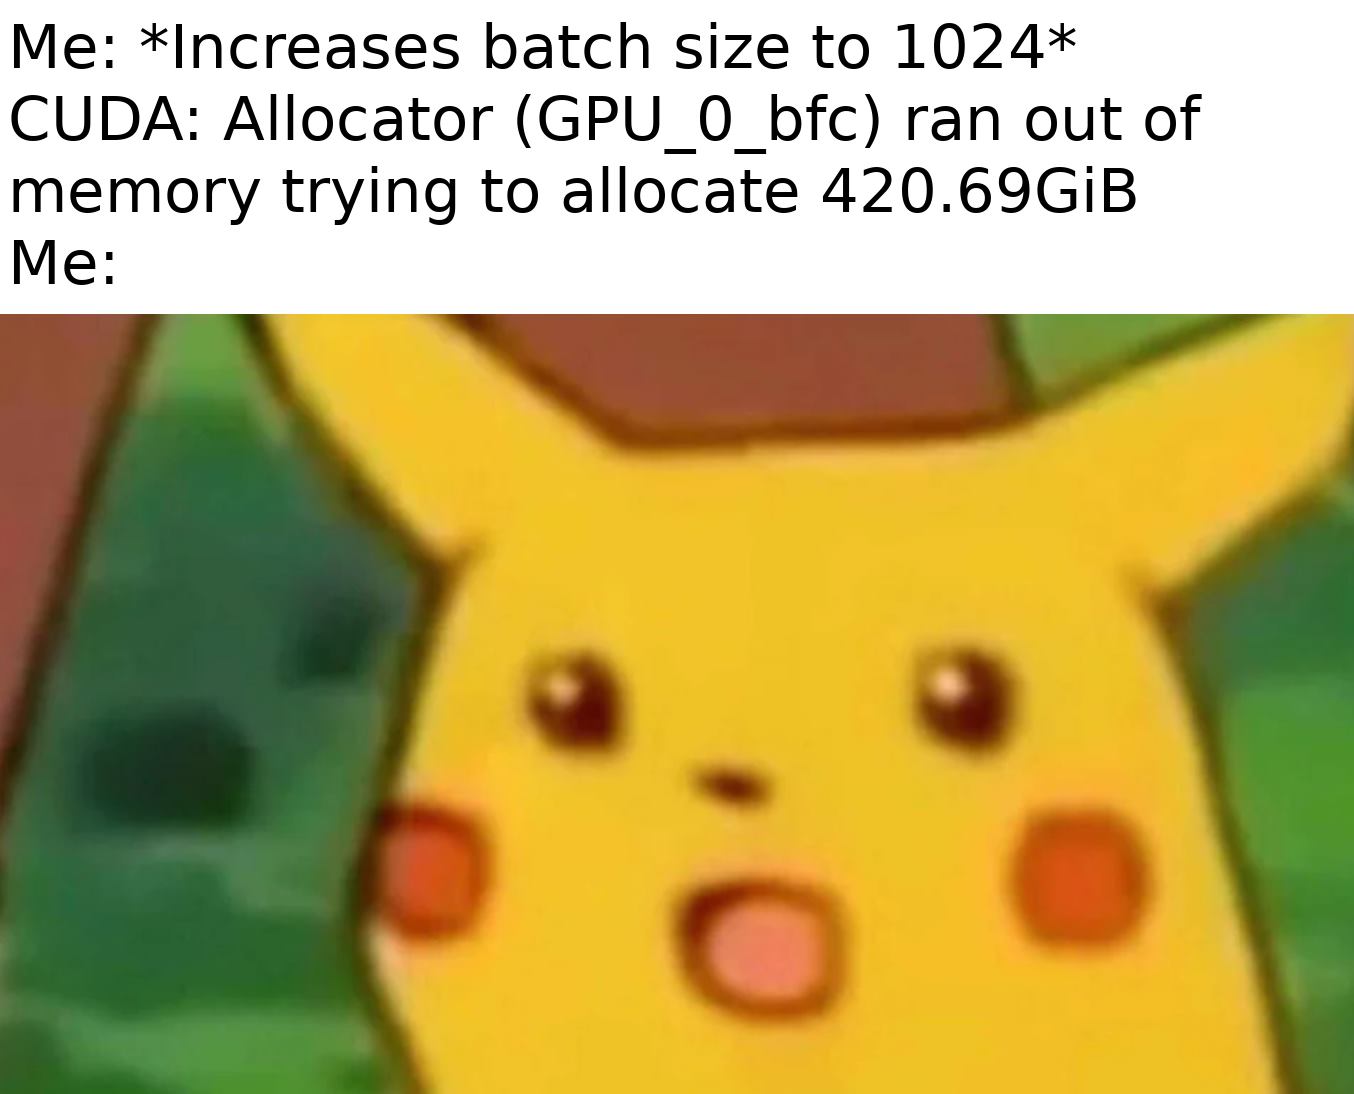 Me: *Increases batch size to 1024*
CUDA: Allocator (GPU_0_bfc) ran out of
memory trying to allocate 420.69GiB
Me: